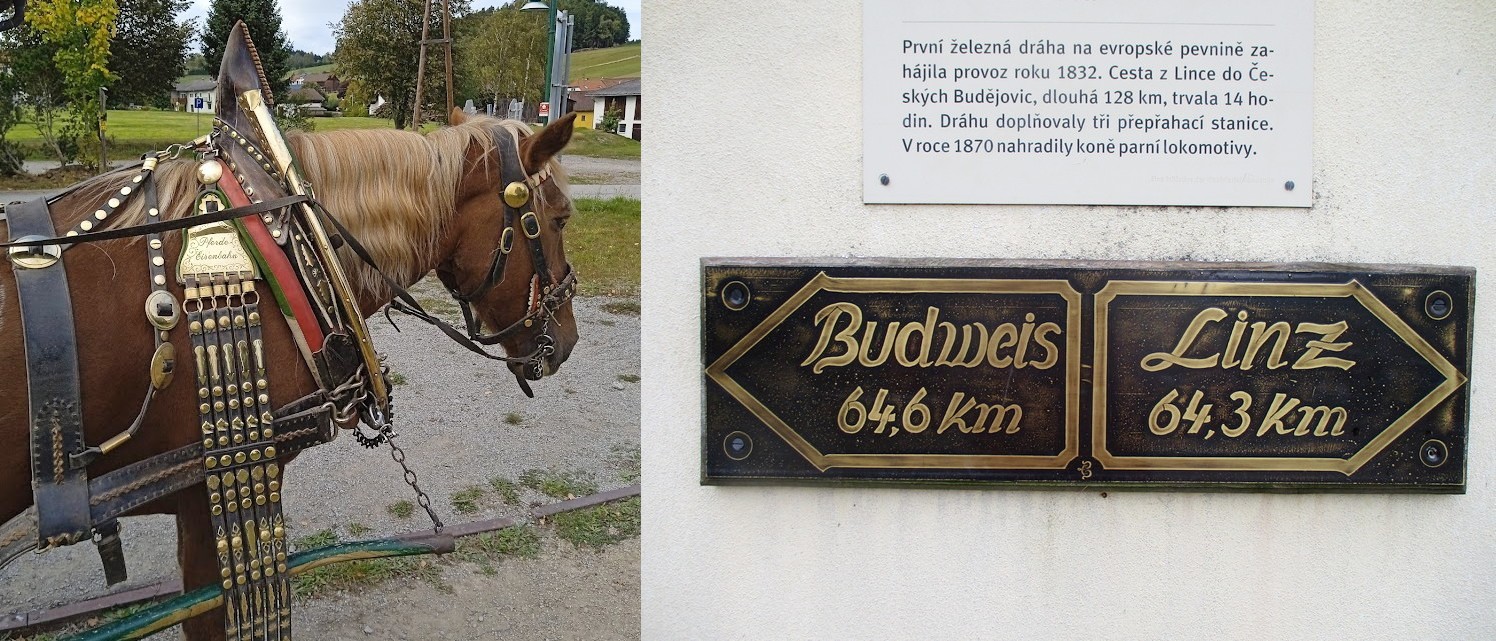 Pferde-
Eisenbahn
První železná dráha na evropské pevnině za-
hájila provoz roku 1832. Cesta z Lince do Če-
ských Budějovic, dlouhá 128 km, trvala 14 ho-
din. Dráhu doplňovaly tři přepřahací stanice.
V roce 1870 nahradily koně parní lokomotivy.
Budweis
64,6 Km
Linz
64,3 Km